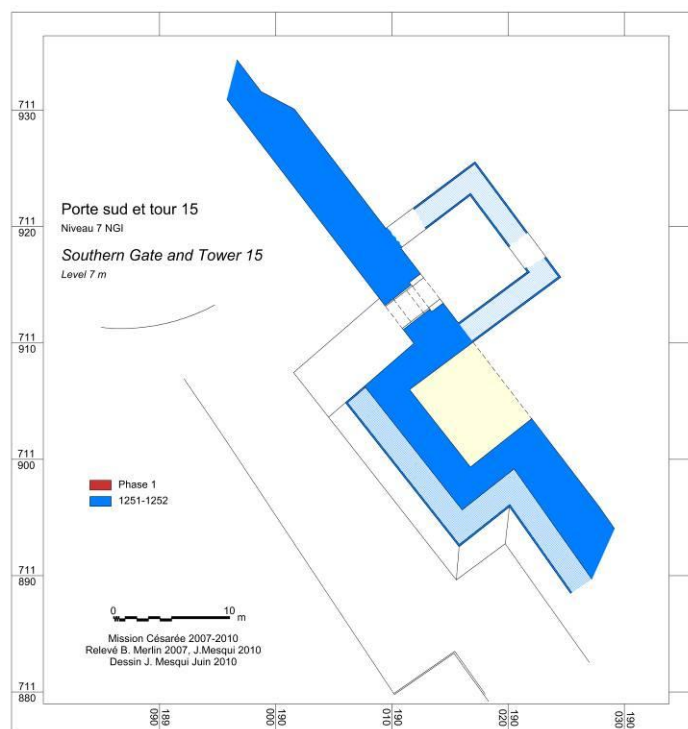 711
930
711
920
711
910
711
900
711
890
711
880
Porte sud et tour 15
Niveau 7 NGI
Southern Gate and Tower 15
Level 7 m
Phase 1
1251-1252
0 10 m
Mission Césarée 2007-2010
Relevé B. Merlin 2007, J.Mesqui 2010
Dessin J. Mesqui Juin 2010
189
090
190
000
190
010
190
020
190
030